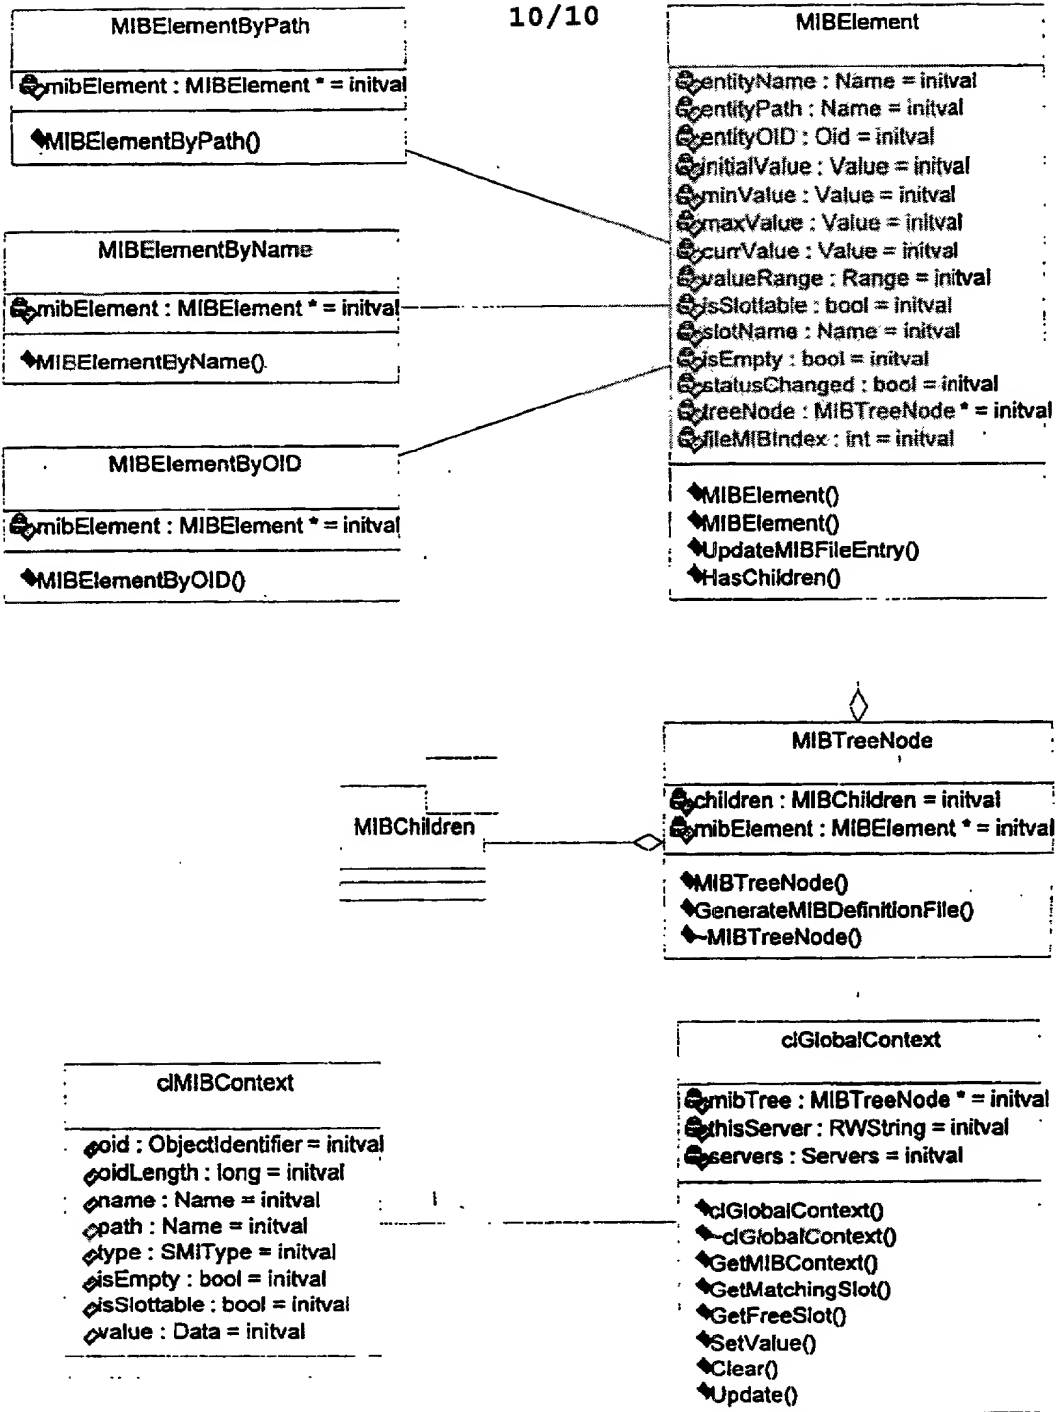 10/10
MIBElementByPath
mibElement : MIBElement * = initval
MIBElementByPath()
MIBElementByName
mibElement : MIBElement * = initval
MIBElementByName()
MIBElementByOID
mibElement : MIBElement * = initval
MIBElementByOID()
MIBElement
entityName : Name = initval
entityPath : Name = initval
entityOID : Oid = initval
initialValue : Value = initval
minValue : Value = initval
maxValue : Value = initval
currValue : Value = initval
valueRange : Range = initval
isSlottable : bool = initval
slotName : Name = initval
isEmpty : bool = initval
statusChanged : bool = initval
treeNode : MIBTreeNode * = initval
fileMIBIndex : int = initval
MIBElement()
MIBElement()
UpdateMIBFileEntry()
HasChildren()
MIBTreeNode
children : MIBChildren = initval
mibElement : MIBElement * = initval
MIBTreeNode()
GenerateMIBDefinitionFile()
~MIBTreeNode()
MIBChildren
clMIBContext
oid : ObjectIdentifier = initval
oidLength : long = initval
name : Name = initval
path : Name = initval
type : SMIType = initval
isEmpty : bool = initval
isSlottable : bool = initval
value : Data = initval
clGlobalContext
mibTree : MIBTreeNode * = initval
thisServer : RWString = initval
servers : Servers = initval
clGlobalContext()
~clGlobalContext()
GetMIBContext()
GetMatchingSlot()
GetFreeSlot()
SetValue()
Clear()
Update()